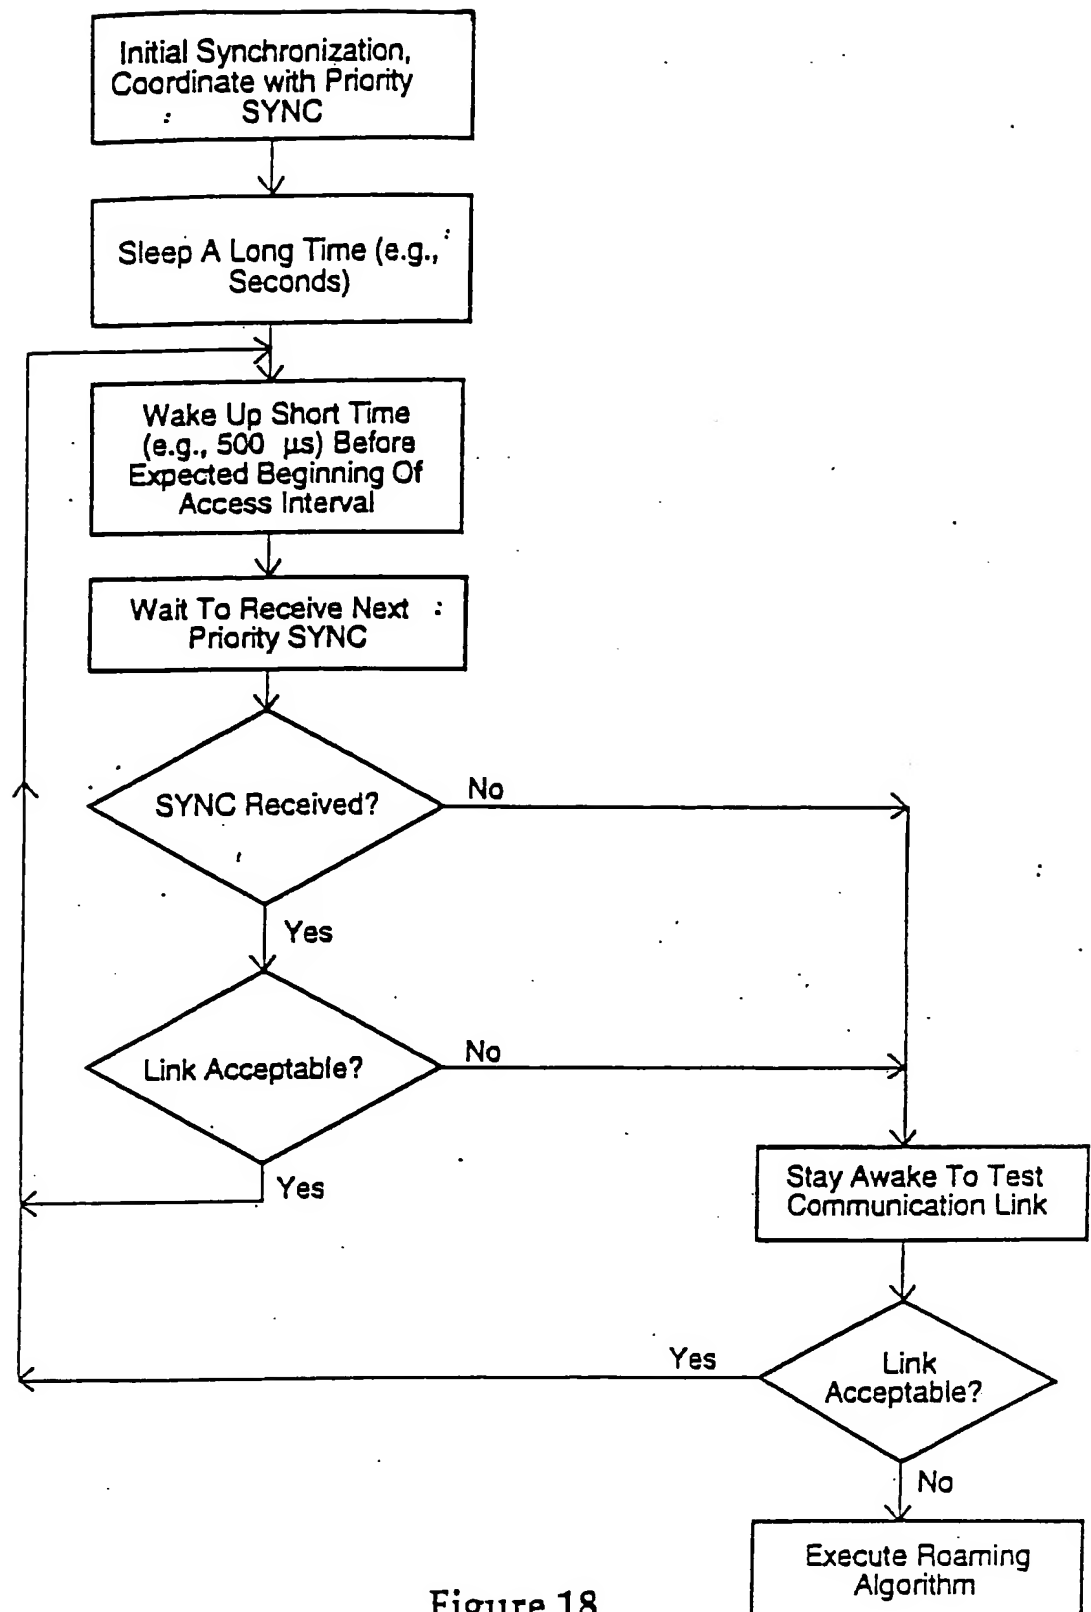 Initial Synchronization,
Coordinate with Priority
SYNC
Sleep A Long Time (e.g.,
Seconds)
Wake Up Short Time
(e.g., 500 µs) Before
Expected Beginning Of
Access Interval
Wait To Receive Next
Priority SYNC
SYNC Received?
No
Yes
Link Acceptable?
No
Yes
Stay Awake To Test
Communication Link
Link
Acceptable?
Yes
No
Execute Roaming
Algorithm
Figure 18